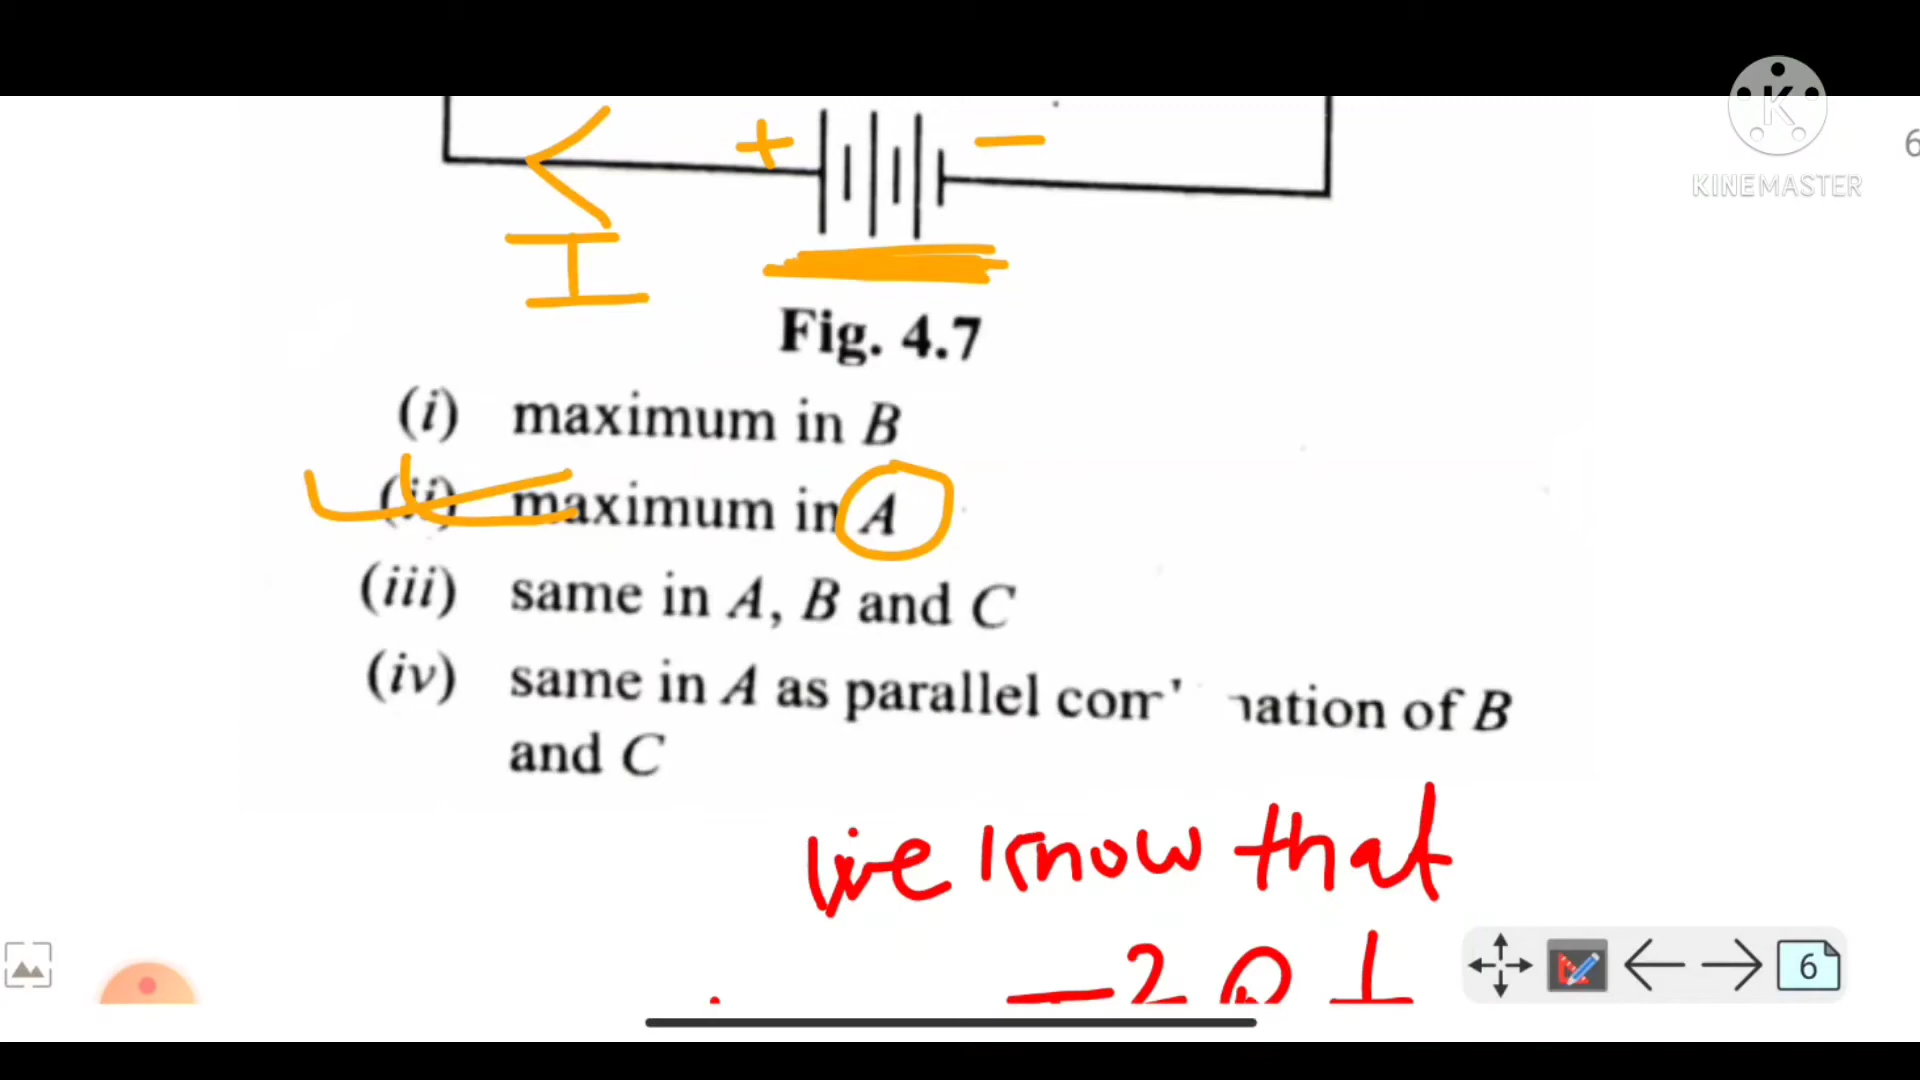 K
KINEMASTER
6
+ −
I
Fig. 4.7
(i) maximum in B
(ii) maximum in A
(iii) same in A, B and C
(iv) same in A as parallel com nation of B
and C
We know that
I²Rt
6